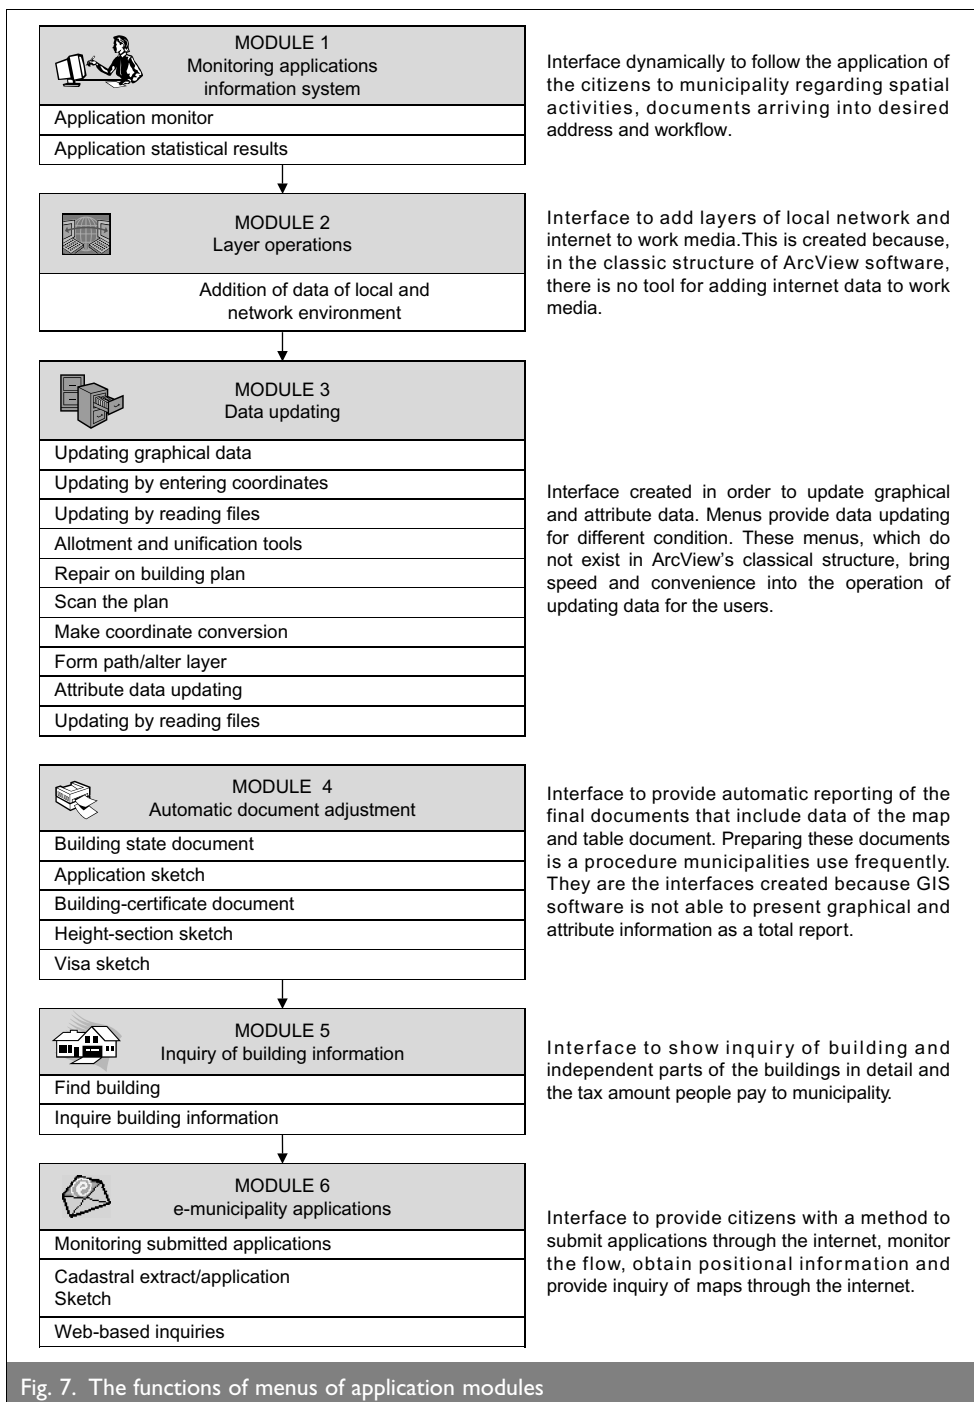 MODULE 1
Monitoring applications
information system
Application monitor
Application statistical results
Interface dynamically to follow the application of
the citizens to municipality regarding spatial
activities, documents arriving into desired
address and workflow.
MODULE 2
Layer operations
Addition of data of local and
network environment
Interface to add layers of local network and
internet to work media.This is created because,
in the classic structure of ArcView software,
there is no tool for adding internet data to work
media.
MODULE 3
Data updating
Updating graphical data
Updating by entering coordinates
Updating by reading files
Allotment and unification tools
Repair on building plan
Scan the plan
Make coordinate conversion
Form path/alter layer
Attribute data updating
Updating by reading files
Interface created in order to update graphical
and attribute data. Menus provide data updating
for different condition. These menus, which do
not exist in ArcView's classical structure, bring
speed and convenience into the operation of
updating data for the users.
MODULE 4
Automatic document adjustment
Building state document
Application sketch
Building-certificate document
Height-section sketch
Visa sketch
Interface to provide automatic reporting of the
final documents that include data of the map
and table document. Preparing these documents
is a procedure municipalities use frequently.
They are the interfaces created because GIS
software is not able to present graphical and
attribute information as a total report.
MODULE 5
Inquiry of building information
Find building
Inquire building information
Interface to show inquiry of building and
independent parts of the buildings in detail and
the tax amount people pay to municipality.
MODULE 6
e-municipality applications
Monitoring submitted applications
Cadastral extract/application
Sketch
Web-based inquiries
Interface to provide citizens with a method to
submit applications through the internet, monitor
the flow, obtain positional information and
provide inquiry of maps through the internet.
Fig. 7. The functions of menus of application modules